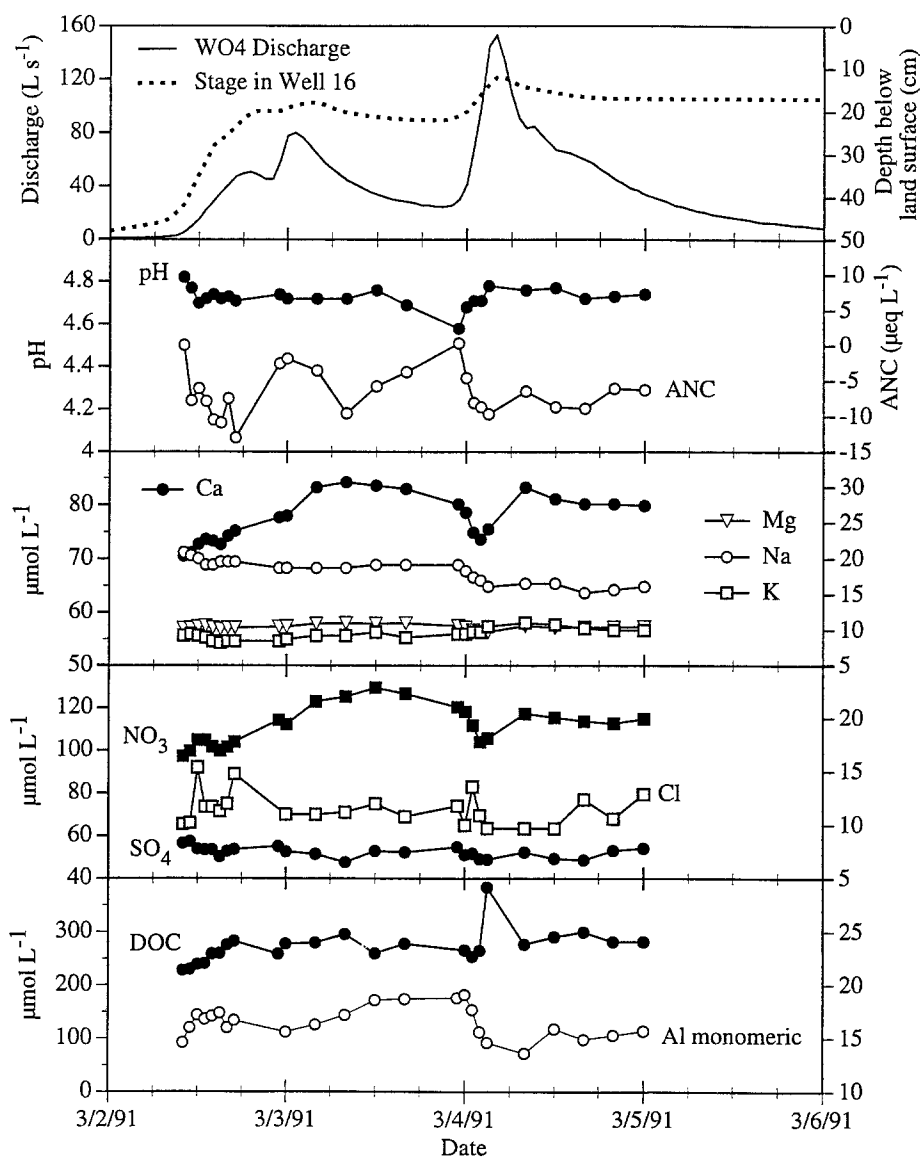 160
120
80
40
0
Discharge (L s⁻¹)
WO4 Discharge
Stage in Well 16
0
10
20
30
40
50
Depth below
land surface (cm)
4.8
4.6
4.4
4.2
4
pH
pH
ANC
10
5
0
-5
-10
-15
ANC (μeq L⁻¹)
80
70
60
50
μmol L⁻¹
Ca
Mg
Na
K
30
25
20
15
10
5
120
100
80
60
40
μmol L⁻¹
NO₃
Cl
SO₄
20
15
10
5
300
200
100
0
μmol L⁻¹
DOC
Al monomeric
30
25
20
15
10
3/2/91
3/3/91
3/4/91
3/5/91
3/6/91
Date